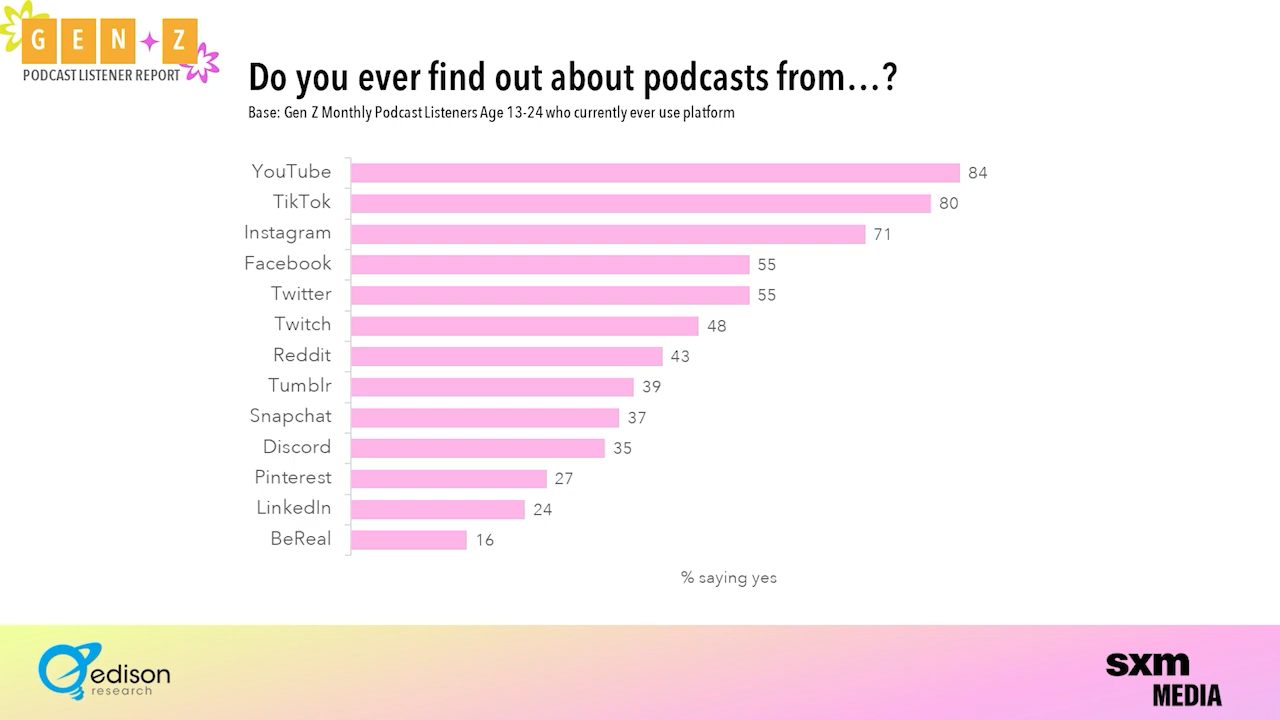 GEN Z
PODCAST LISTENER REPORT
Do you ever find out about podcasts from...?
Base: Gen Z Monthly Podcast Listeners Age 13-24 who currently ever use platform
YouTube 84
TikTok 80
Instagram 71
Facebook 55
Twitter 55
Twitch 48
Reddit 43
Tumblr 39
Snapchat 37
Discord 35
Pinterest 27
LinkedIn 24
BeReal 16
% saying yes
edison
research
sxm
MEDIA